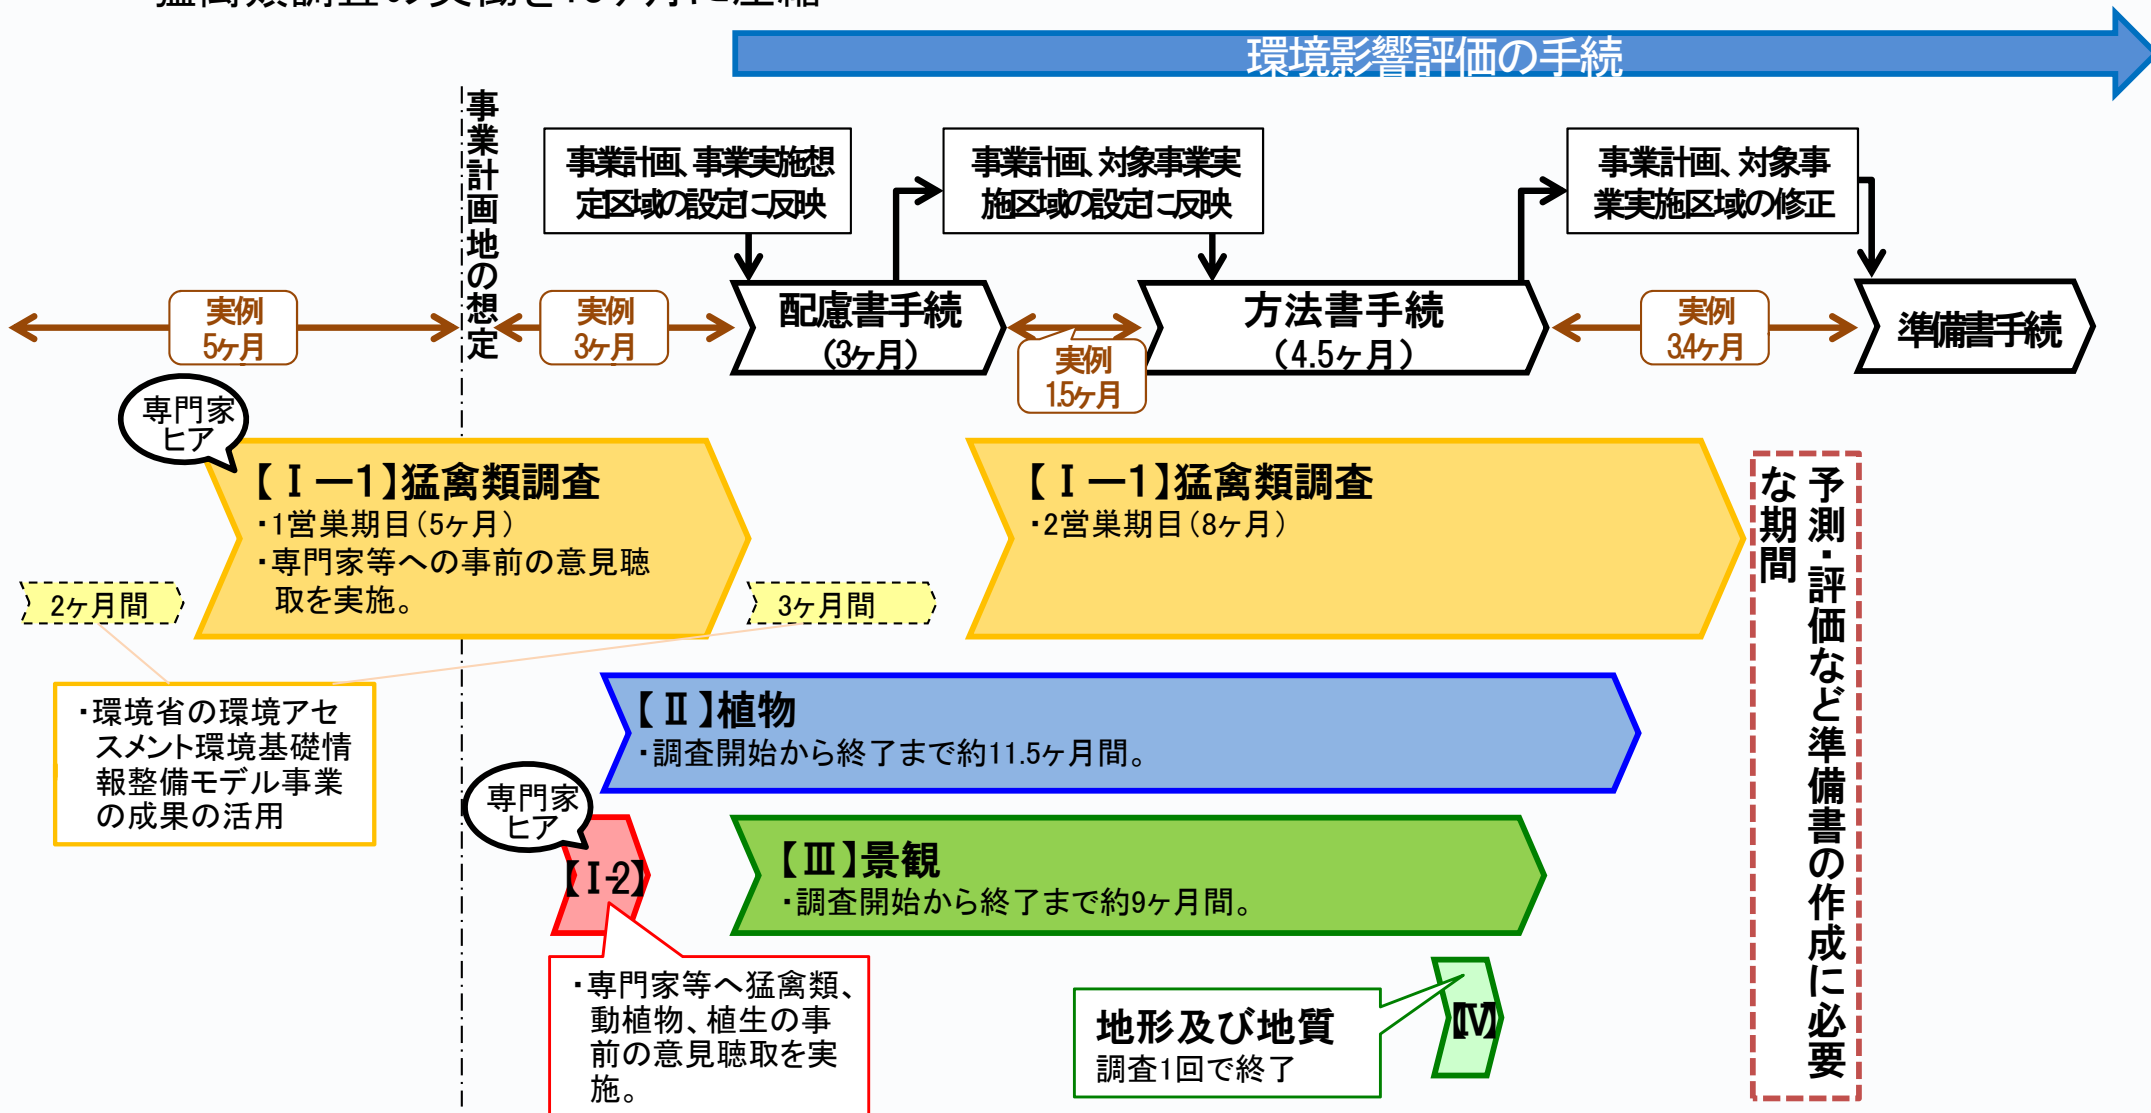 環境影響評価の手続
事業計画地の想定
事業計画、事業実施想
定区域の設定に反映
事業計画、対象事業実
施区域の設定に反映
事業計画、対象事
業実施区域の修正
実例
5ヶ月
実例
3ヶ月
配慮書手続
(3ヶ月)
実例
1.5ヶ月
方法書手続
(4.5ヶ月)
実例
3.4ヶ月
準備書手続
専門家
ヒア
【Ⅰー1】猛禽類調査
・1営巣期目(5ヶ月)
・専門家等への事前の意見聴
取を実施。
【Ⅰー1】猛禽類調査
・2営巣期目(8ヶ月)
2ヶ月間
3ヶ月間
予測・評価など準備書の作成に必要
な期間
・環境省の環境アセ
スメント環境基礎情
報整備モデル事業
の成果の活用
【Ⅱ】植物
・調査開始から終了まで約11.5ヶ月間。
専門家
ヒア
【Ⅰ-2】
【Ⅲ】景観
・調査開始から終了まで約9ヶ月間。
・専門家等へ猛禽類、
動植物、植生の事
前の意見聴取を実
施。
地形及び地質
調査1回で終了
【Ⅳ】